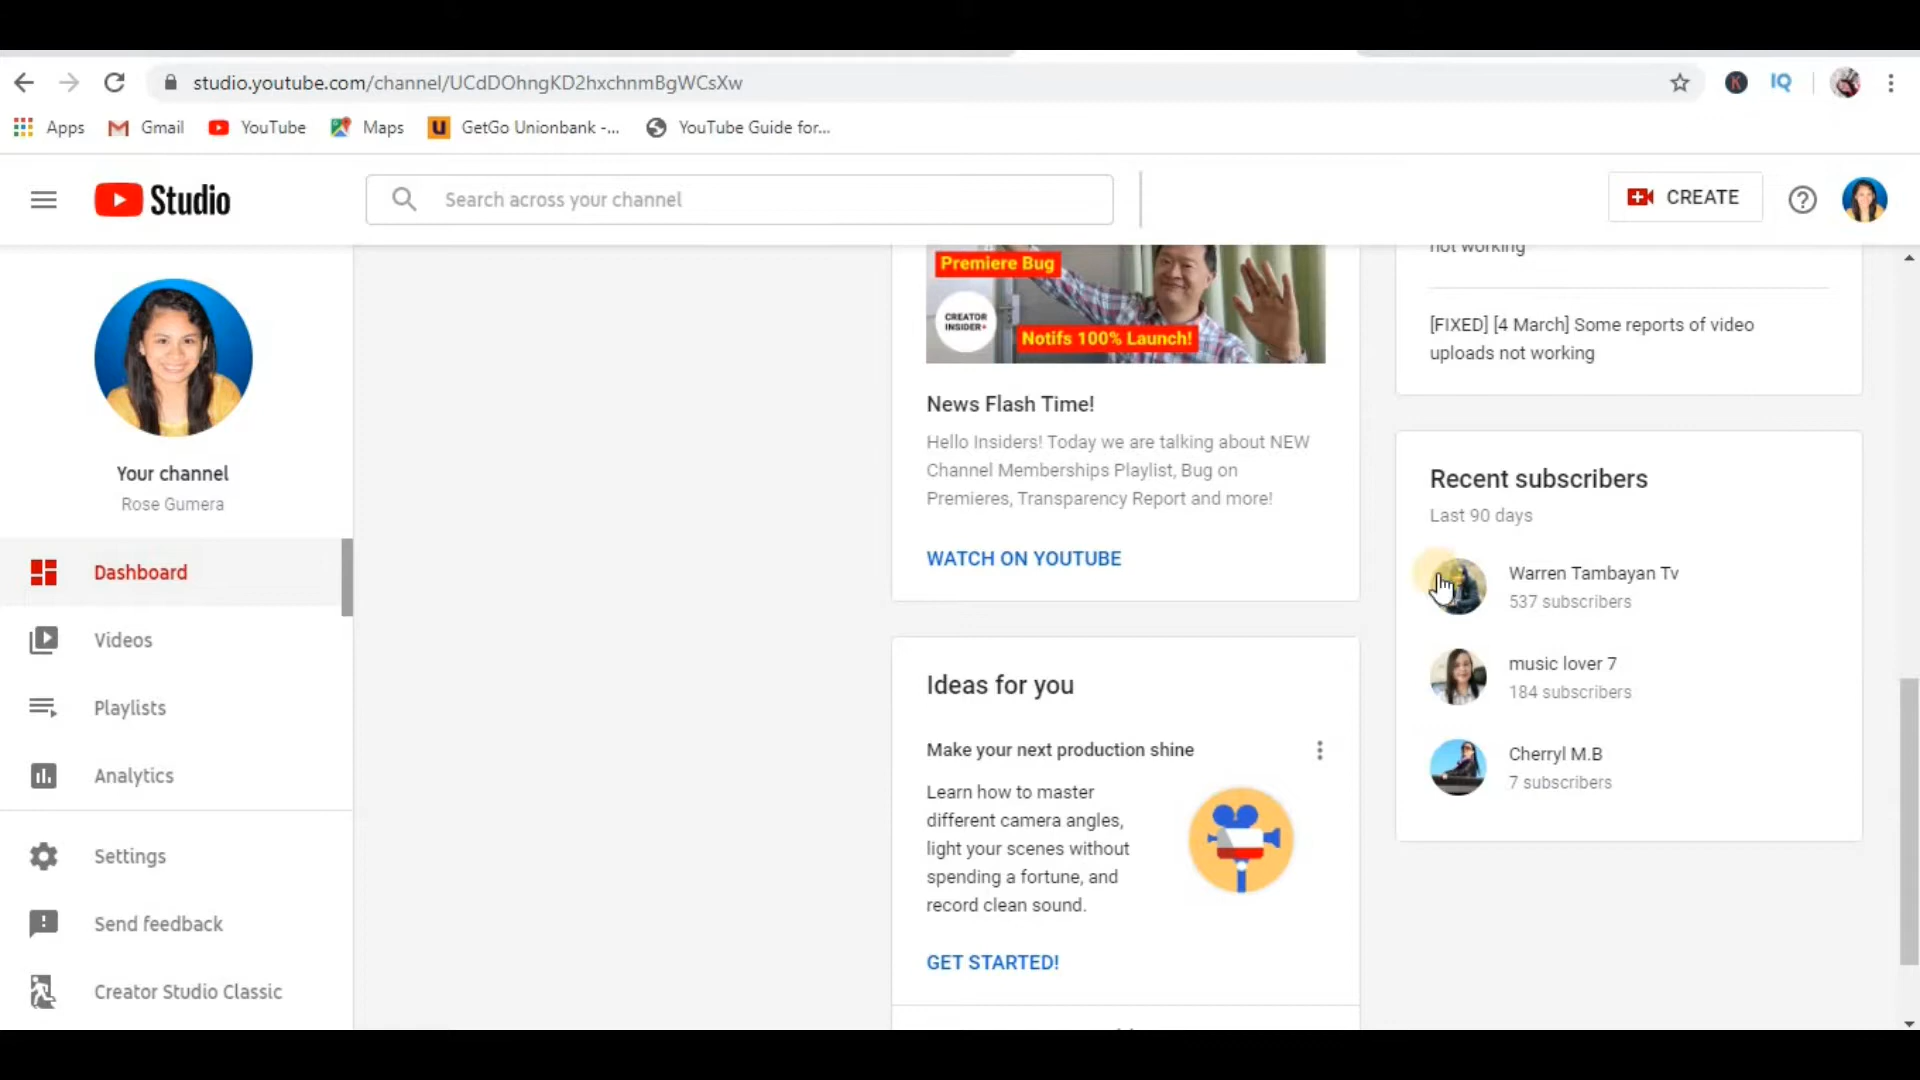 studio.youtube.com/channel/UCdDOhngKD2hxchnmBgWCsXw
K
IQ
Apps
Gmail
YouTube
Maps
U
GetGo Unionbank -...
YouTube Guide for...
Studio
Search across your channel
CREATE
Your channel
Rose Gumera
Dashboard
Videos
Playlists
Analytics
Settings
Send feedback
Creator Studio Classic
Premiere Bug
CREATOR
INSIDER+
Notifs 100% Launch!
News Flash Time!
Hello Insiders! Today we are talking about NEW
Channel Memberships Playlist, Bug on
Premieres, Transparency Report and more!
WATCH ON YOUTUBE
Ideas for you
Make your next production shine
Learn how to master
different camera angles,
light your scenes without
spending a fortune, and
record clean sound.
GET STARTED!
not working
[FIXED] [4 March] Some reports of video
uploads not working
Recent subscribers
Last 90 days
Warren Tambayan Tv
537 subscribers
music lover 7
184 subscribers
Cherryl M.B
7 subscribers